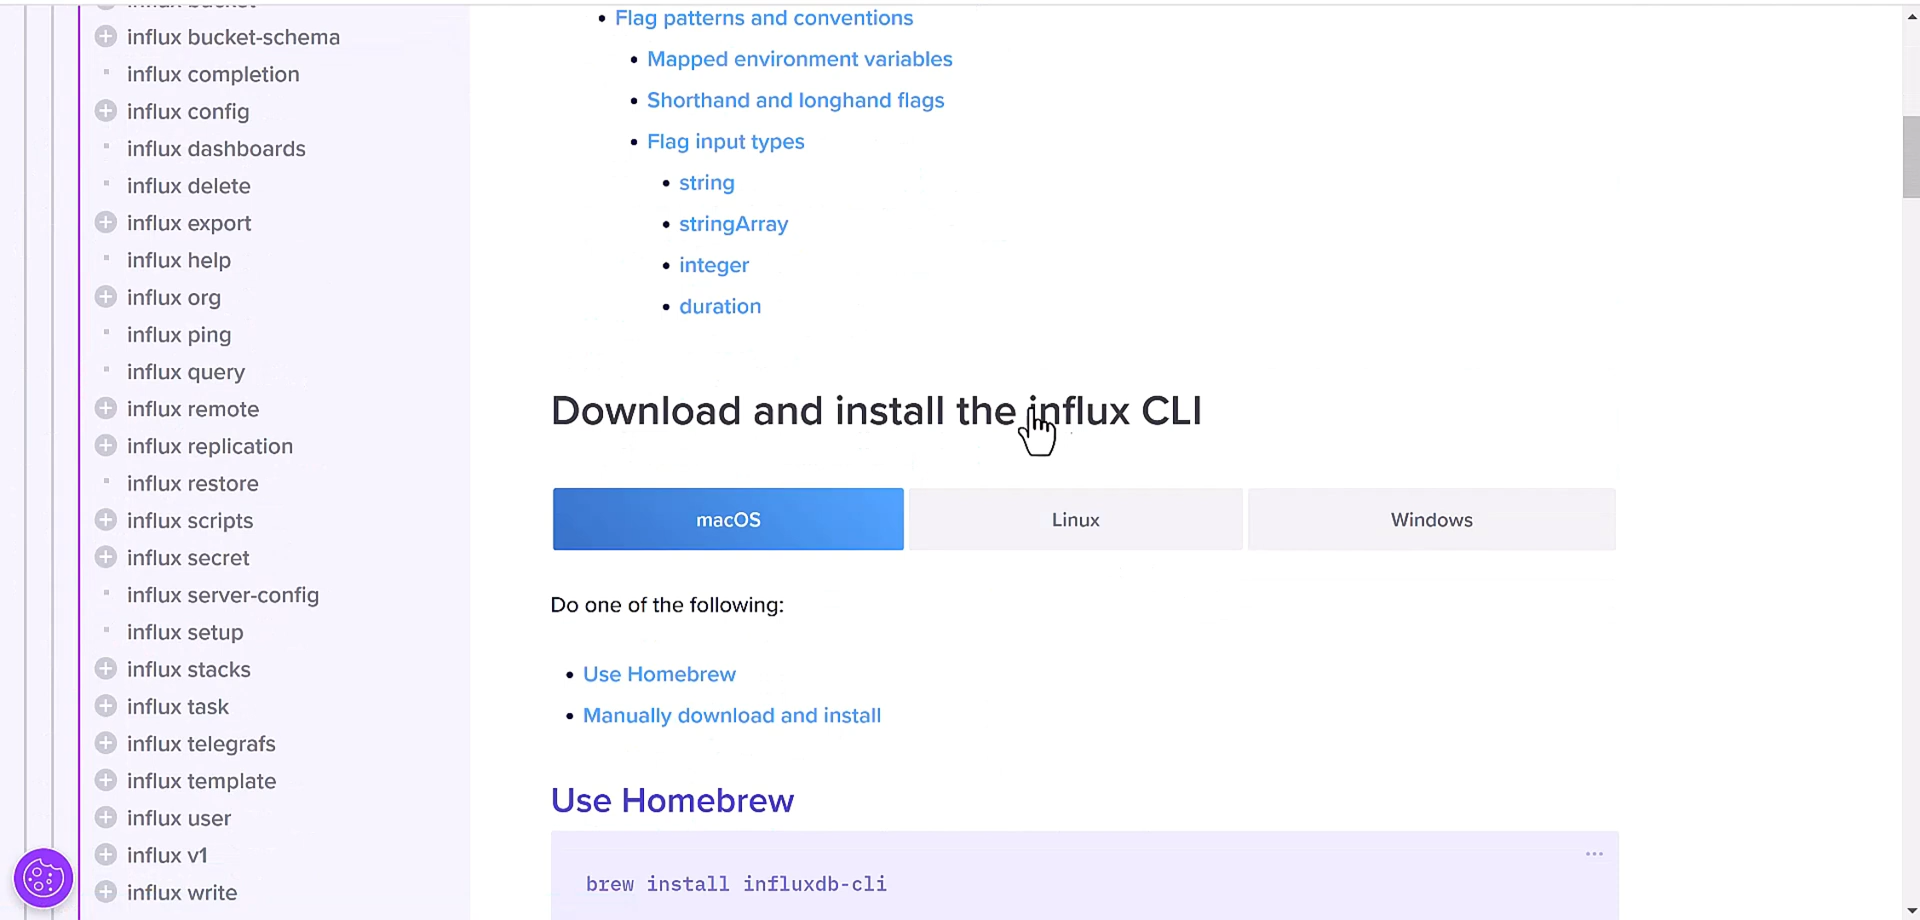 influx bucket
influx bucket-schema
influx completion
influx config
influx dashboards
influx delete
influx export
influx help
influx org
influx ping
influx query
influx remote
influx replication
influx restore
influx scripts
influx secret
influx server-config
influx setup
influx stacks
influx task
influx telegrafs
influx template
influx user
influx v1
influx write
Flag patterns and conventions
Mapped environment variables
Shorthand and longhand flags
Flag input types
string
stringArray
integer
duration
Download and install the influx CLI
macOS
Linux
Windows
Do one of the following:
Use Homebrew
Manually download and install
Use Homebrew
brew install influxdb-cli